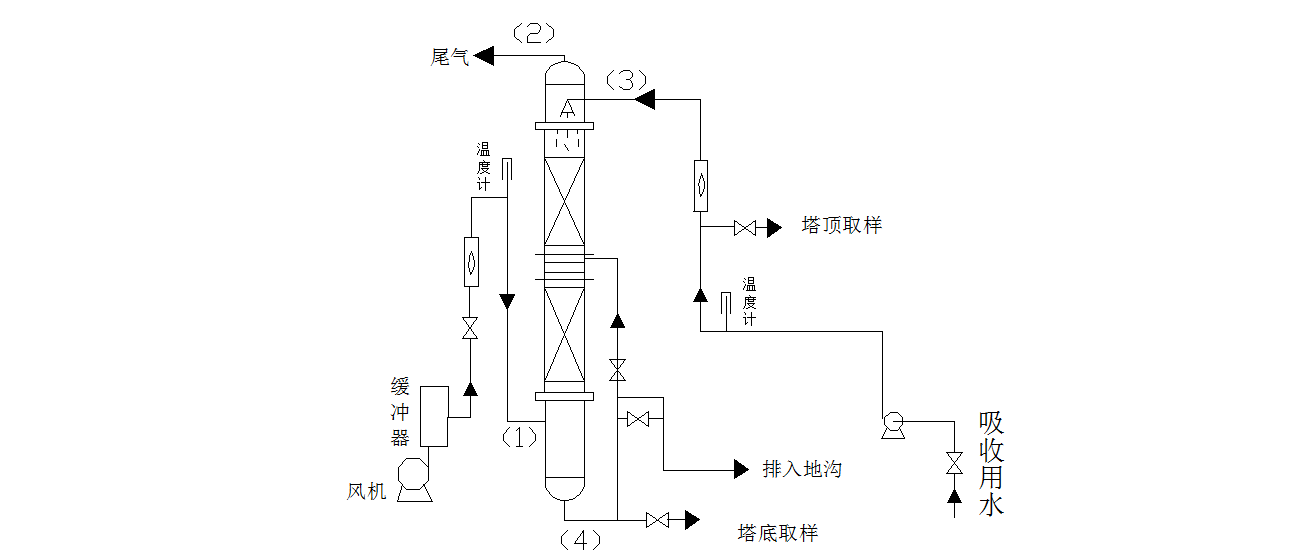 (2)
尾气
(3)
温度计
塔顶取样
温度计
缓冲器
吸收用水
(1)
排入地沟
风机
塔底取样
(4)